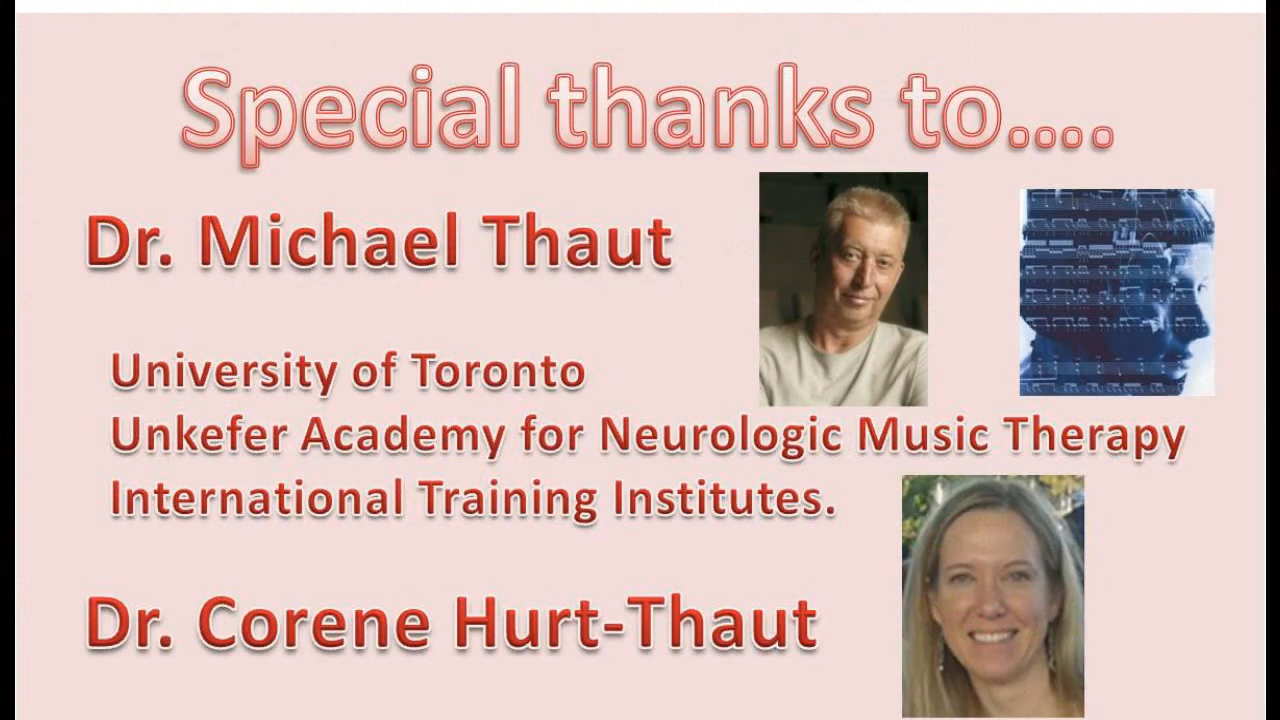 Special thanks to....
Dr. Michael Thaut
University of Toronto
Unkefer Academy for Neurologic Music Therapy
International Training Institutes.
Dr. Corene Hurt-Thaut